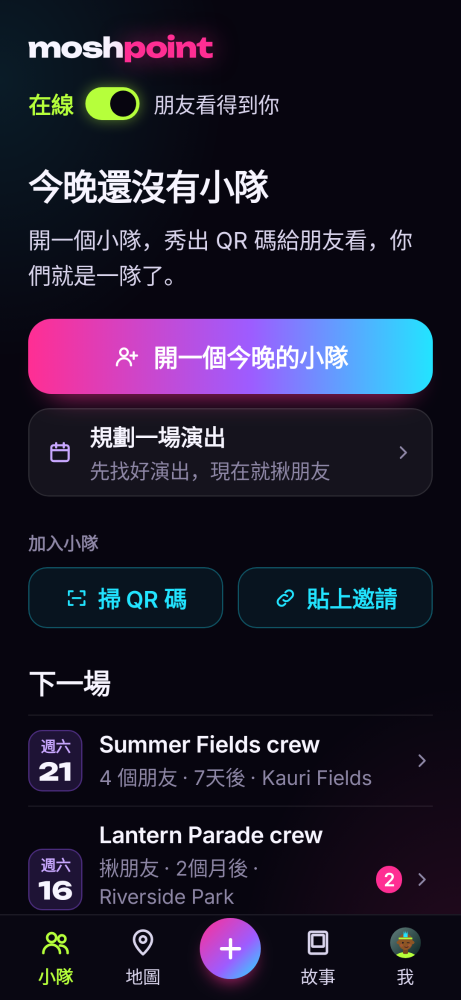 moshpoint
在線 朋友看得到你
今晚還沒有小隊
開一個小隊，秀出 QR 碼給朋友看，你
們就是一隊了。
開一個今晚的小隊
規劃一場演出
先找好演出，現在就揪朋友
加入小隊
掃 QR 碼
貼上邀請
下一場
週六
21
Summer Fields crew
4 個朋友 · 7天後 · Kauri Fields
週六
16
Lantern Parade crew
揪朋友 · 2個月後 ·
Riverside Park
2
小隊
地圖
故事
我